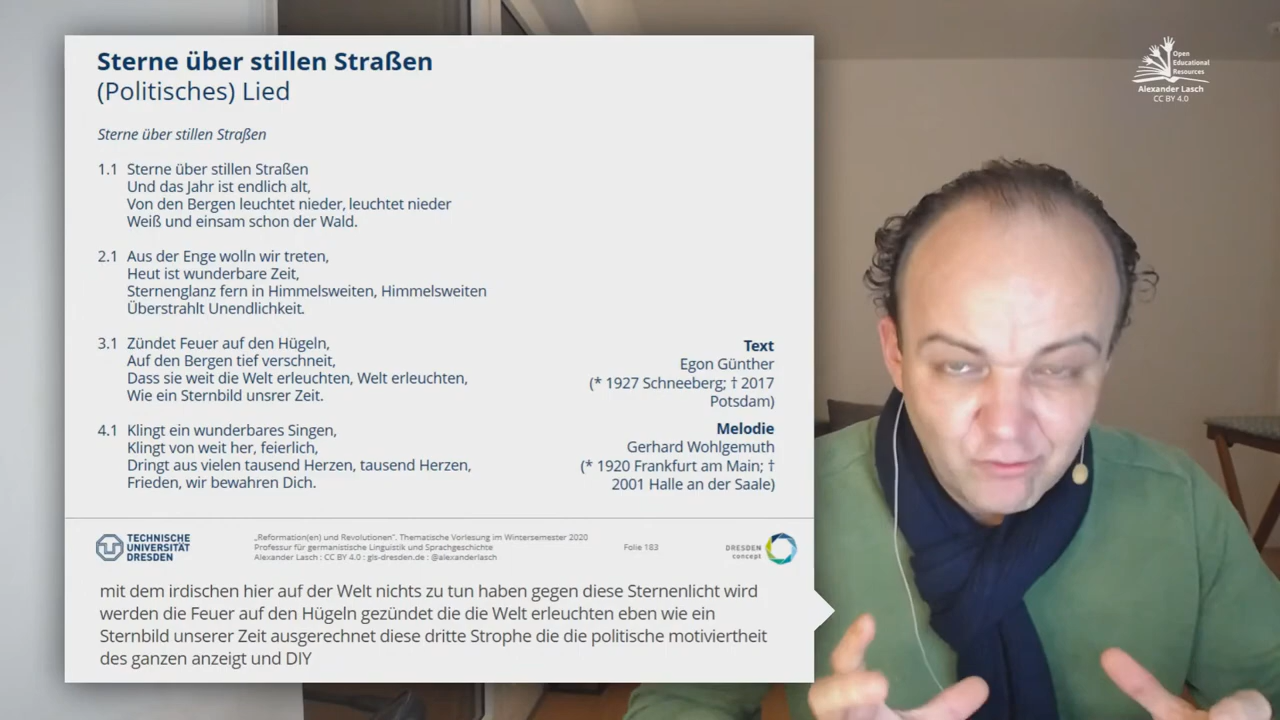 Sterne über stillen Straßen
(Politisches) Lied
Sterne über stillen Straßen
1.1 Sterne über stillen Straßen
Und das Jahr ist endlich alt,
Von den Bergen leuchtet nieder, leuchtet nieder
Weiß und einsam schon der Wald.
2.1 Aus der Enge wolln wir treten,
Heut ist wunderbare Zeit,
Sternenglanz fern in Himmelsweiten, Himmelsweiten
Überstrahlt Unendlichkeit.
3.1 Zündet Feuer auf den Hügeln,
Auf den Bergen tief verschneit,
Dass sie weit die Welt erleuchten, Welt erleuchten,
Wie ein Sternbild unsrer Zeit.
4.1 Klingt ein wunderbares Singen,
Klingt von weit her, feierlich,
Dringt aus vielen tausend Herzen, tausend Herzen,
Frieden, wir bewahren Dich.
Text
Egon Günther
(* 1927 Schneeberg; † 2017
Potsdam)
Melodie
Gerhard Wohlgemuth
(* 1920 Frankfurt am Main; †
2001 Halle an der Saale)
TECHNISCHE
UNIVERSITÄT
DRESDEN
„Reformation(en) und Revolutionen“. Thematische Vorlesung im Wintersemester 2020
Professur für germanistische Linguistik und Sprachgeschichte
Alexander Lasch : CC BY 4.0 : gls-dresden.de : @alexanderlasch
Folie 183
DRESDEN
concept
mit dem irdischen hier auf der Welt nichts zu tun haben gegen diese Sternenlicht wird
werden die Feuer auf den Hügeln gezündet die die Welt erleuchten eben wie ein
Sternbild unserer Zeit ausgerechnet diese dritte Strophe die die politische motiviertheit
des ganzen anzeigt und DIY
Open
Educational
Resources
Alexander Lasch
CC BY 4.0